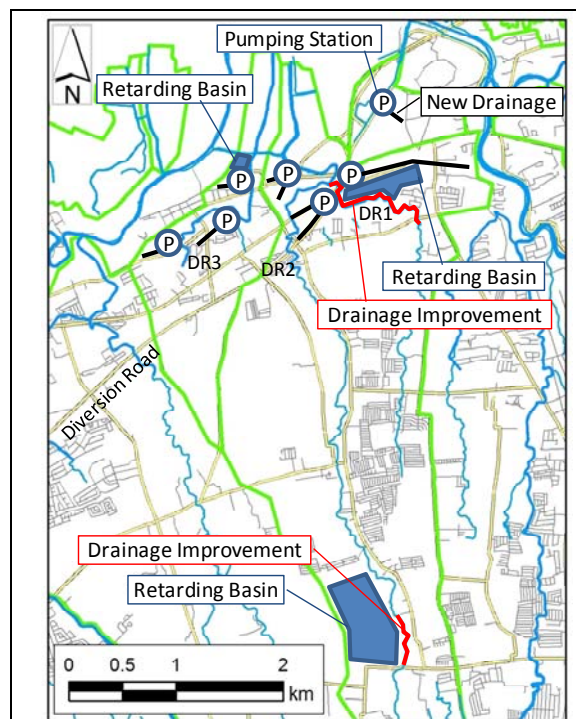 Pumping Station
Retarding Basin
N
P
New Drainage
P
P
P
P
P
P
DR1
DR3
DR2
Retarding Basin
Drainage Improvement
Diversion Road
Drainage Improvement
Retarding Basin
0 0.5 1 2
km